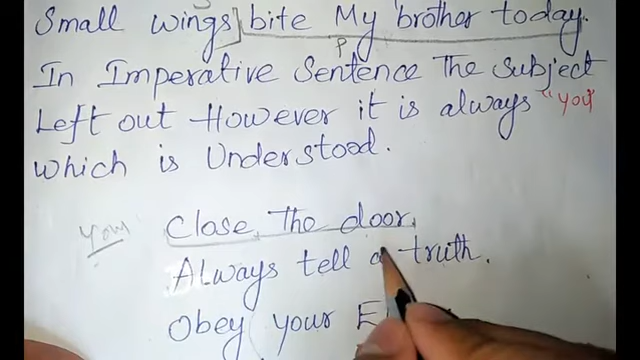 Small wings] bite My brother today.
P
In Imperative Sentence The subject
Left out However it is always "you"
which is Understood.
You Close The door,
Always tell a truth.
Obey your